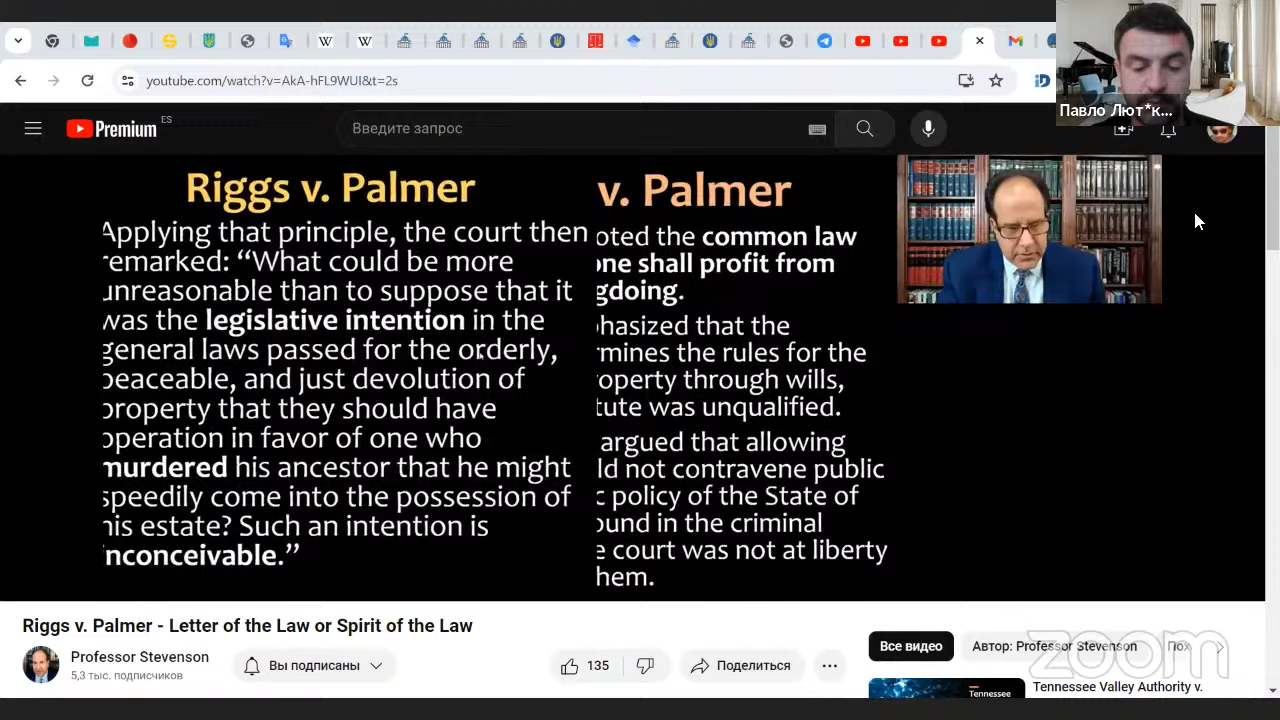 youtube.com/watch?v=AkA-hFL9WUI&t=2s
Павло Лют*к...
Premium
ES
Введите запрос
Riggs v. Palmer
Applying that principle, the court then
remarked: “What could be more
unreasonable than to suppose that it
was the legislative intention in the
general laws passed for the orderly,
peaceable, and just devolution of
property that they should have
operation in favor of one who
murdered his ancestor that he might
speedily come into the possession of
his estate? Such an intention is
inconceivable.”
v. Palmer
oted the common law
one shall profit from
gdoing.
hasized that the
rmines the rules for the
roperty through wills,
tute was unqualified.
argued that allowing
ld not contravene public
c policy of the State of
ound in the criminal
e court was not at liberty
hem.
Riggs v. Palmer - Letter of the Law or Spirit of the Law
Professor Stevenson
5,3 тыс. подписчиков
Вы подписаны
135
Поделиться
Все видео
Автор: Professor Stevenson
Пох
zoom
Tennessee
Tennessee Valley Authority v.